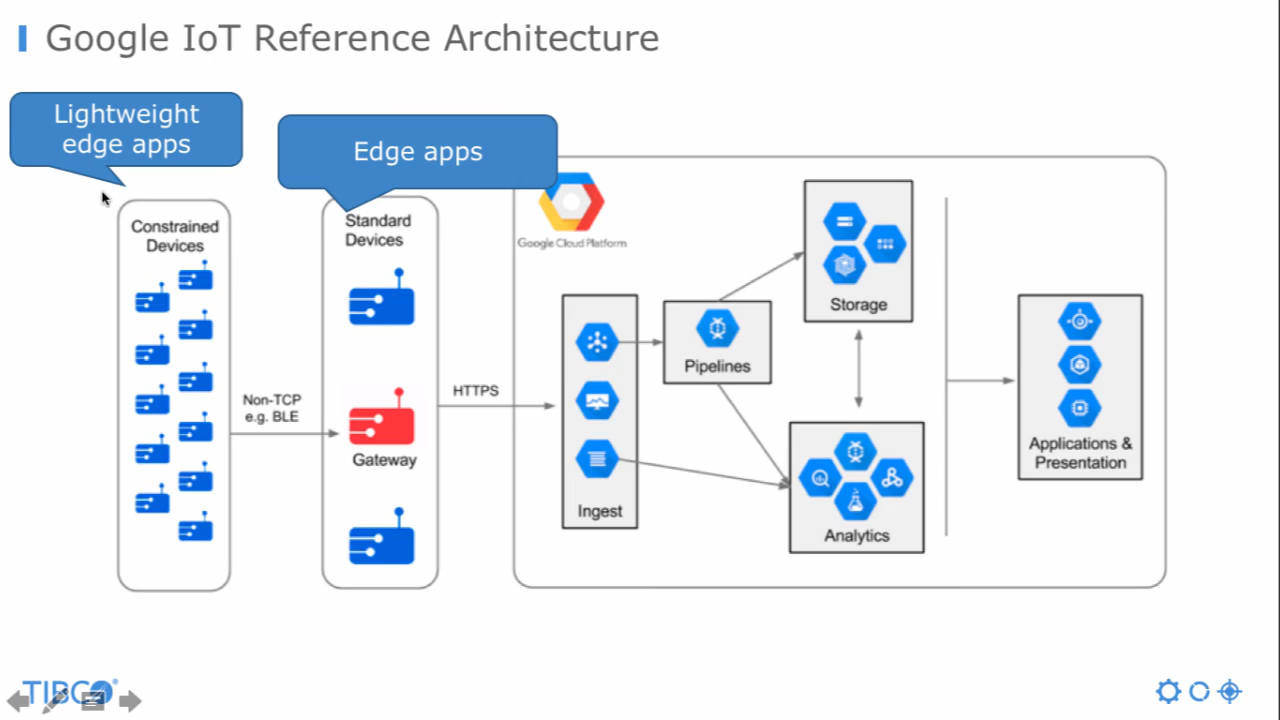 Google IoT Reference Architecture
Lightweight
edge apps
Edge apps
Constrained
Devices
Standard
Devices
Google Cloud Platform
Storage
Pipelines
HTTPS
Non-TCP
e.g. BLE
Gateway
Applications &
Presentation
Ingest
Analytics
TIBCO